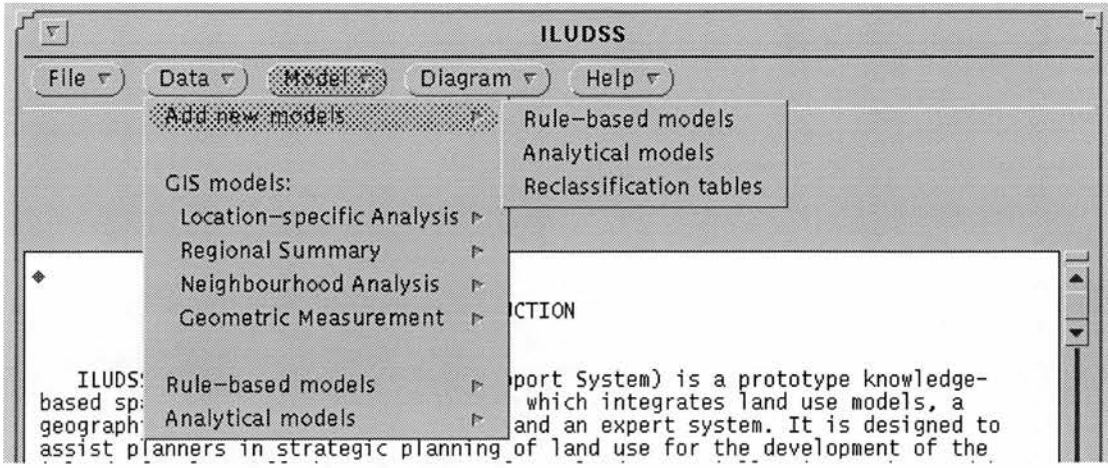 ILUDSS
File Data Model Diagram Help
Add new models
Rule-based models
Analytical models
Reclassification tables
GIS models:
Location-specific Analysis
Regional Summary
Neighbourhood Analysis
Geometric Measurement
Rule-based models
Analytical models
CTION
ILUDS port System) is a prototype knowledge-
based sp which integrates land use models, a
geograph and an expert system. It is designed to
assist planners in strategic planning of land use for the development of the